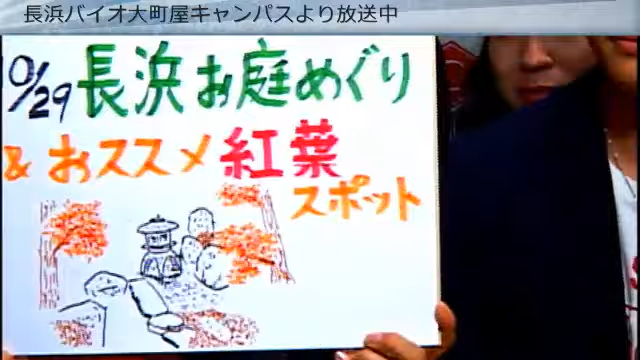 長浜バイオ大町屋キャンパスより放送中
10/29 長浜お庭めぐり
& おススメ紅葉
スポット